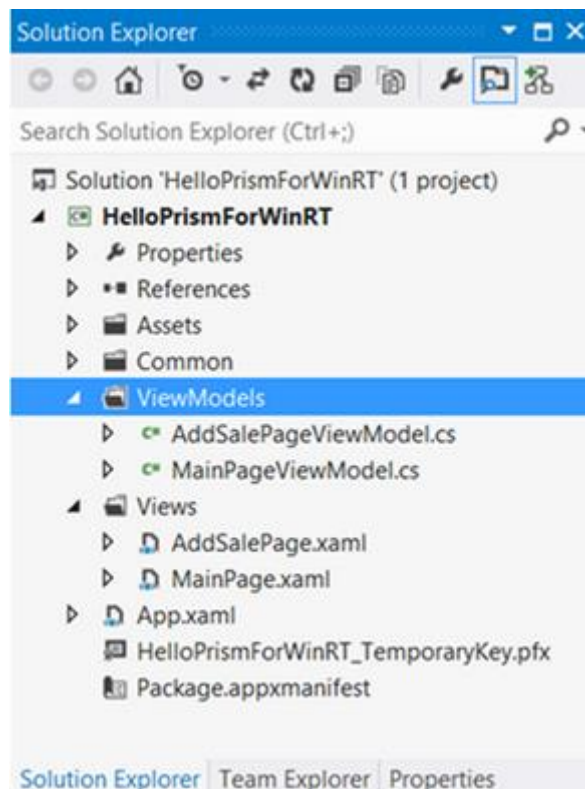 Solution Explorer
Search Solution Explorer (Ctrl+;)
Solution 'HelloPrismForWinRT' (1 project)
C# HelloPrismForWinRT
Properties
References
Assets
Common
ViewModels
C# AddSalePageViewModel.cs
C# MainPageViewModel.cs
Views
AddSalePage.xaml
MainPage.xaml
App.xaml
HelloPrismForWinRT_TemporaryKey.pfx
Package.appxmanifest
Solution Explorer Team Explorer Properties